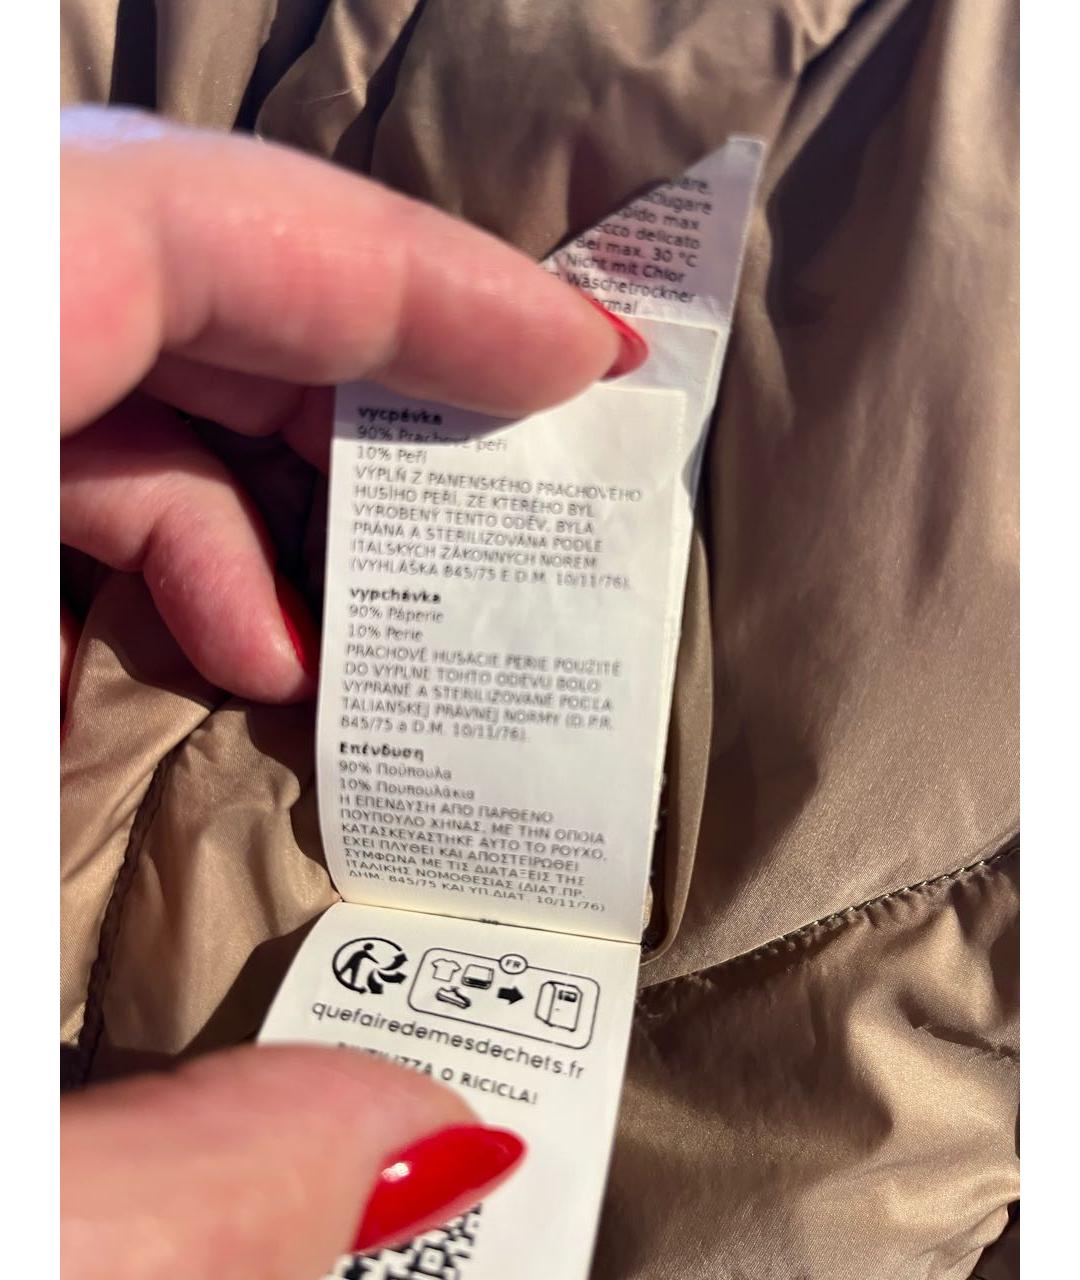 max
ecco delicato
Bei max. 30 °C
Nicht mit Chlor
Wäschetrockner
vycpávka
90% Prachové peří
10% Peří
VÝPLŇ Z PANENSKÉHO PRACHOVÉHO
HUSÍHO PEŘÍ, ZE KTERÉHO BYL
VYROBENÝ TENTO ODĚV, BYLA
PRANÁ A STERILIZOVÁNA PODLE
ITALSKÝCH ZÁKONNÝCH NOREM
(VYHLÁŠKA 845/75 E D.M. 10/11/76).
vypchávka
90% Páperie
10% Perie
PRACHOVÉ HUSACIE PERIE POUŽITÉ
DO VÝPLNE TOHTO ODEVU BOLO
VYPRANÉ A STERILIZOVANÉ PODĽA
TALIANSKEJ PRÁVNEJ NORMY (D.P.R.
845/75 a D.M. 10/11/76).
Επένδυση
90% Πούπουλα
10% Πουπουλάκια
Η ΕΠΕΝΔΥΣΗ ΑΠΟ ΠΑΡΘΕΝΟ
ΠΟΥΠΟΥΛΟ ΧΗΝΑΣ, ΜΕ ΤΗΝ ΟΠΟΙΑ
ΚΑΤΑΣΚΕΥΑΣΤΗΚΕ ΑΥΤΟ ΤΟ ΡΟΥΧΟ,
ΕΧΕΙ ΠΛΥΘΕΙ ΚΑΙ ΑΠΟΣΤΕΙΡΩΘΕΙ
ΣΥΜΦΩΝΑ ΜΕ ΤΙΣ ΔΙΑΤΑΞΕΙΣ ΤΗΣ
ΙΤΑΛΙΚΗΣ ΝΟΜΟΘΕΣΙΑΣ (ΔΙΑΤ.ΠΡ.
ΔΗΜ. 845/75 ΚΑΙ ΥΠ.ΔΙΑΤ. 10/11/76)
FR
quefairedemesdechets.fr
O RICICLA!